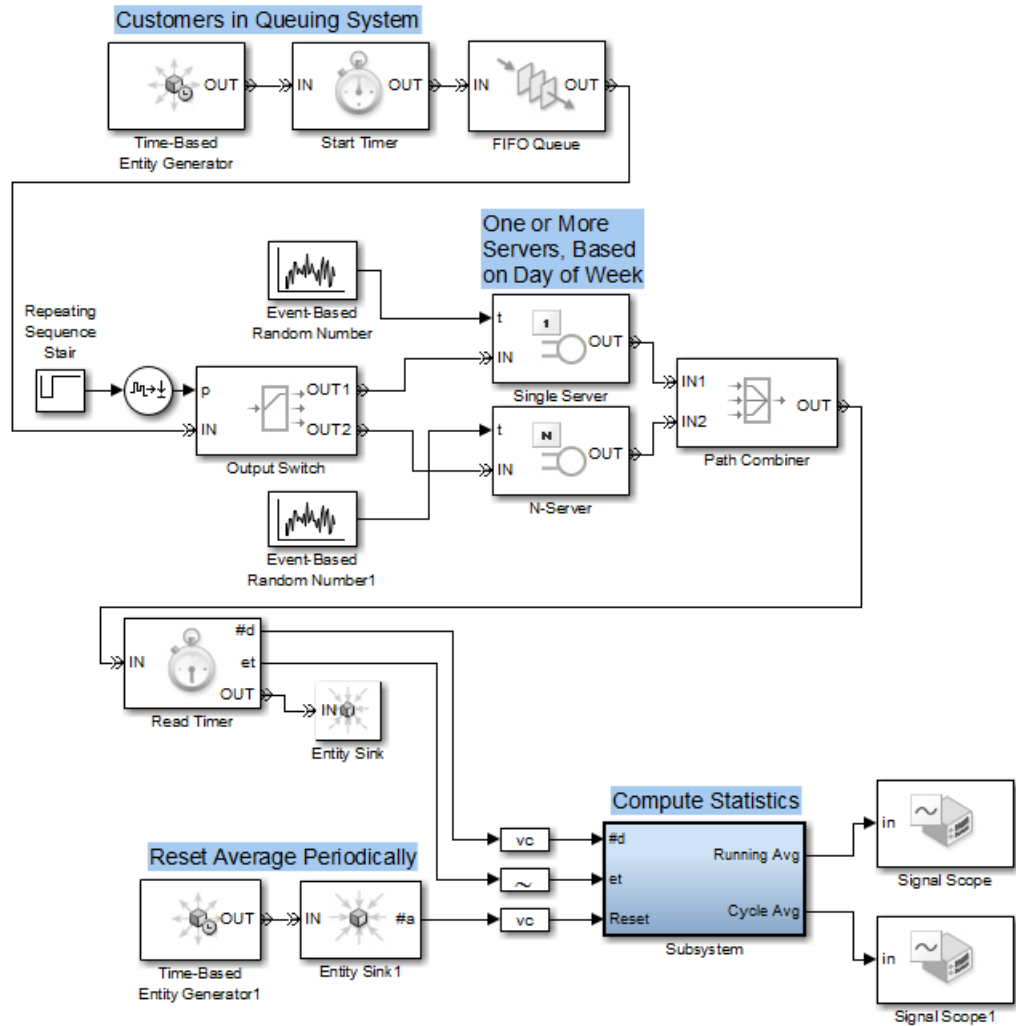 Customers in Queuing System
OUT
IN
OUT
IN
OUT
Time-Based
Entity Generator
Start Timer
FIFO Queue
One or More
Servers, Based
on Day of Week
Event-Based
Random Number
Repeating
Sequence
Stair
t
1
IN
OUT
Single Server
p
IN
OUT1
OUT2
Output Switch
t
N
IN
OUT
N-Server
IN1
IN2
OUT
Path Combiner
Event-Based
Random Number1
IN
#d
et
OUT
Read Timer
IN
Entity Sink
Compute Statistics
vc
#d
et
vc
Reset
Running Avg
Cycle Avg
Subsystem
in
Signal Scope
in
Signal Scope1
Reset Average Periodically
OUT
IN
#a
Time-Based
Entity Generator1
Entity Sink1